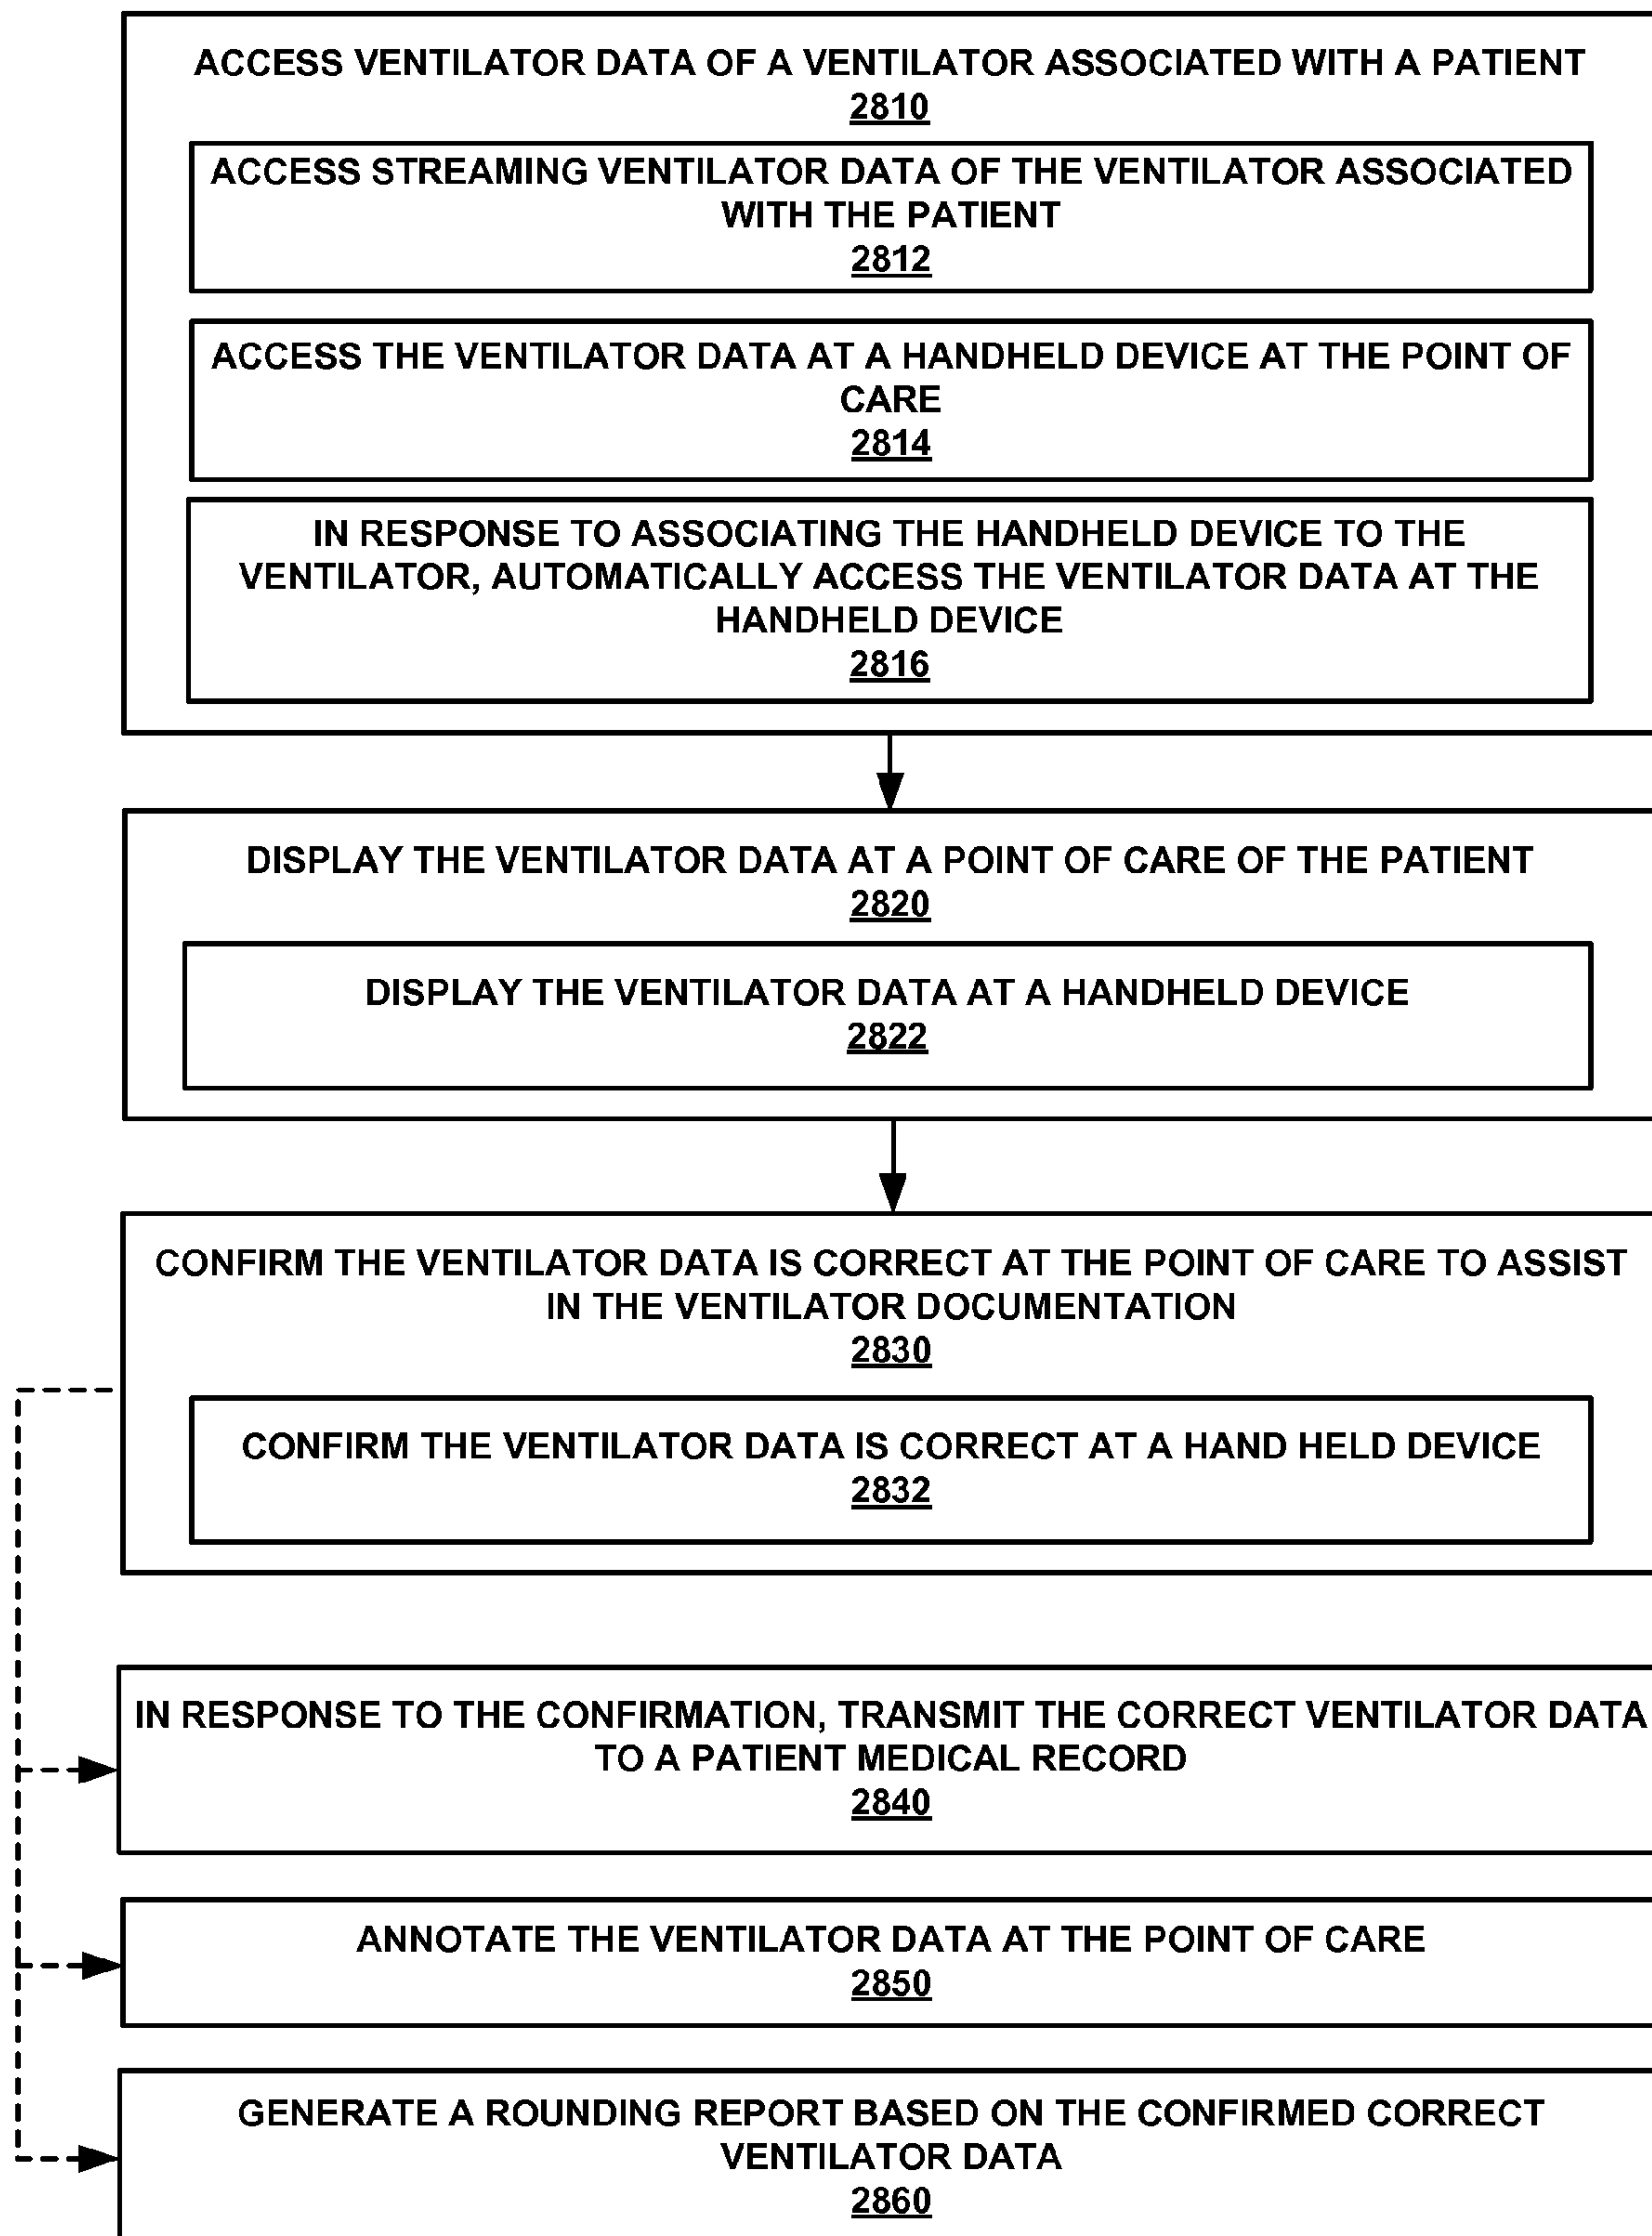 ACCESS VENTILATOR DATA OF A VENTILATOR ASSOCIATED WITH A PATIENT
2810
ACCESS STREAMING VENTILATOR DATA OF THE VENTILATOR ASSOCIATED
WITH THE PATIENT
2812
ACCESS THE VENTILATOR DATA AT A HANDHELD DEVICE AT THE POINT OF
CARE
2814
IN RESPONSE TO ASSOCIATING THE HANDHELD DEVICE TO THE
VENTILATOR, AUTOMATICALLY ACCESS THE VENTILATOR DATA AT THE
HANDHELD DEVICE
2816
DISPLAY THE VENTILATOR DATA AT A POINT OF CARE OF THE PATIENT
2820
DISPLAY THE VENTILATOR DATA AT A HANDHELD DEVICE
2822
CONFIRM THE VENTILATOR DATA IS CORRECT AT THE POINT OF CARE TO ASSIST
IN THE VENTILATOR DOCUMENTATION
2830
CONFIRM THE VENTILATOR DATA IS CORRECT AT A HAND HELD DEVICE
2832
IN RESPONSE TO THE CONFIRMATION, TRANSMIT THE CORRECT VENTILATOR DATA
TO A PATIENT MEDICAL RECORD
2840
ANNOTATE THE VENTILATOR DATA AT THE POINT OF CARE
2850
GENERATE A ROUNDING REPORT BASED ON THE CONFIRMED CORRECT
VENTILATOR DATA
2860